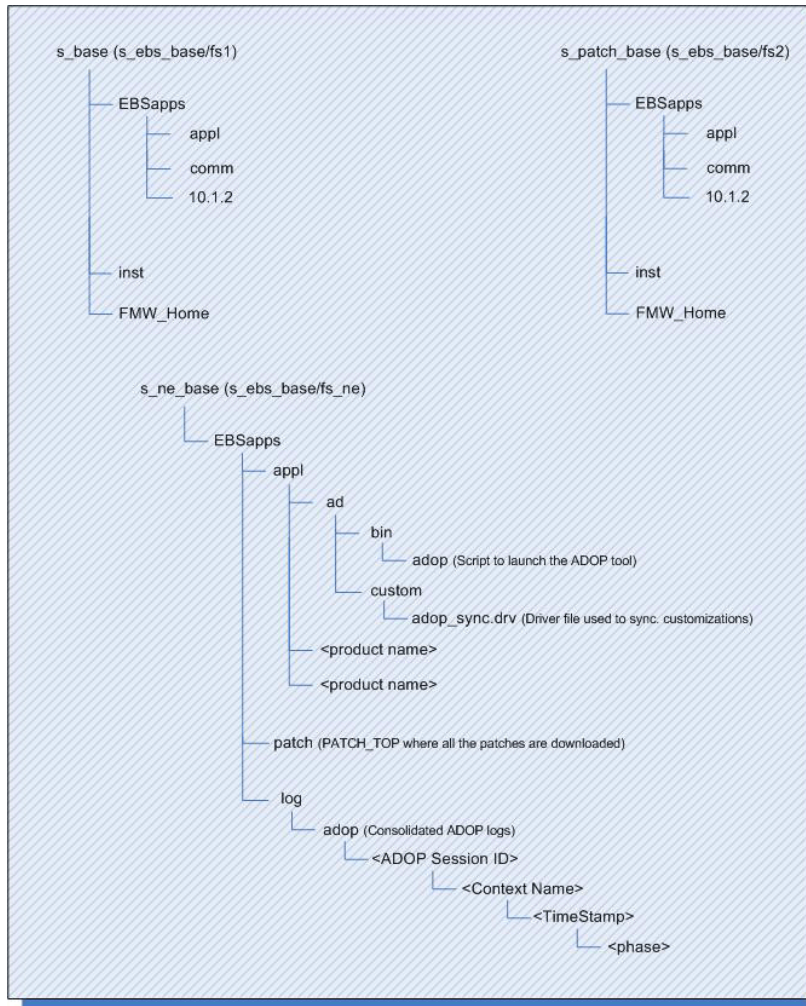 s_base (s_ebs_base/fs1)
EBSapps
appl
comm
10.1.2
inst
FMW_Home
s_patch_base (s_ebs_base/fs2)
EBSapps
appl
comm
10.1.2
inst
FMW_Home
s_ne_base (s_ebs_base/fs_ne)
EBSapps
appl
ad
bin
adop (Script to launch the ADOP tool)
custom
adop_sync.drv (Driver file used to sync. customizations)
<product name>
<product name>
patch (PATCH_TOP where all the patches are downloaded)
log
adop (Consolidated ADOP logs)
<ADOP Session ID>
<Context Name>
<TimeStamp>
<phase>